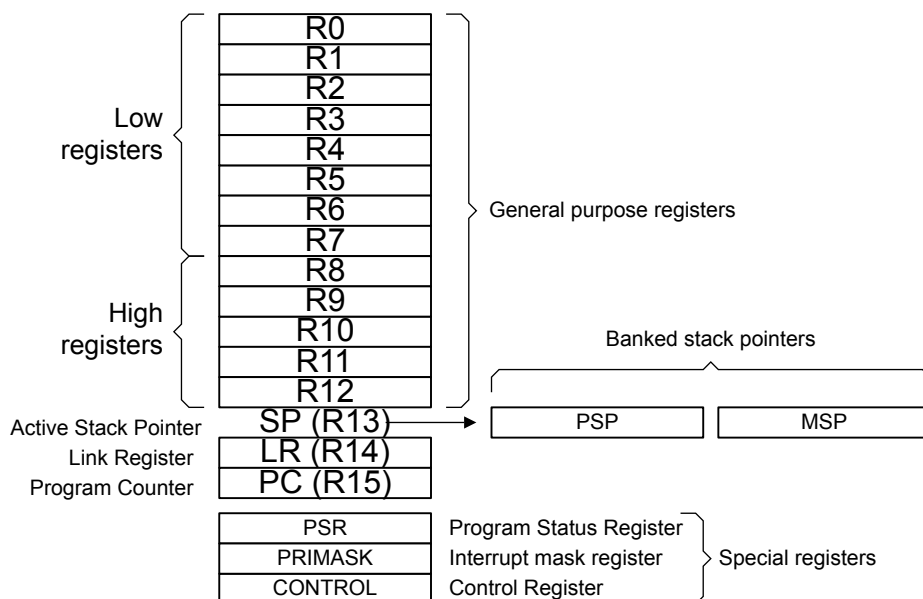 R0
R1
R2
Low
registers
R3
R4
R5
R6
R7
General purpose registers
R8
R9
High
registers
R10
R11
R12
Banked stack pointers
Active Stack Pointer
SP (R13)
PSP
MSP
Link Register
LR (R14)
Program Counter
PC (R15)
PSR
Program Status Register
PRIMASK
Interrupt mask register
Special registers
CONTROL
Control Register